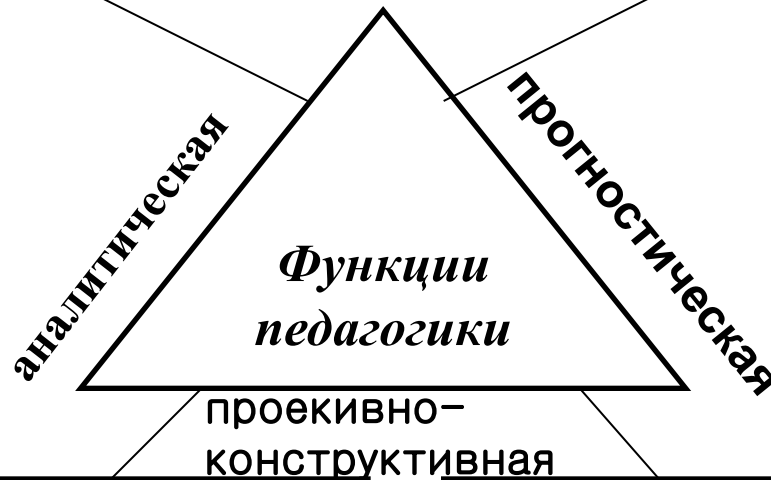 аналитическая
прогностическая
Функции
педагогики
проекивно-
конструктивная